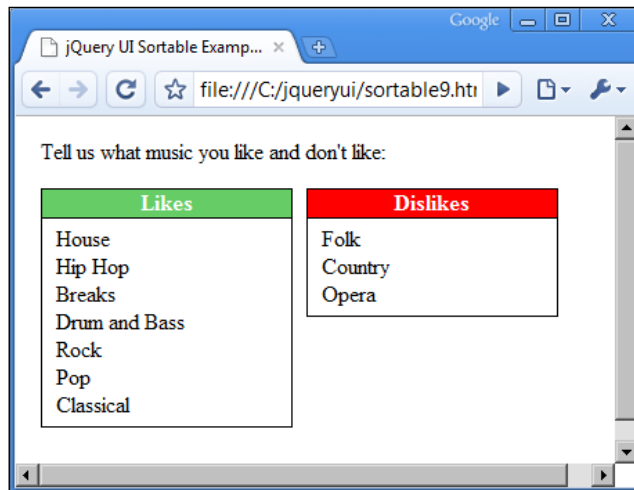 Google
jQuery UI Sortable Examp...
file:///C:/jqueryui/sortable9.htm
Tell us what music you like and don't like:
Likes
House
Hip Hop
Breaks
Drum and Bass
Rock
Pop
Classical
Dislikes
Folk
Country
Opera